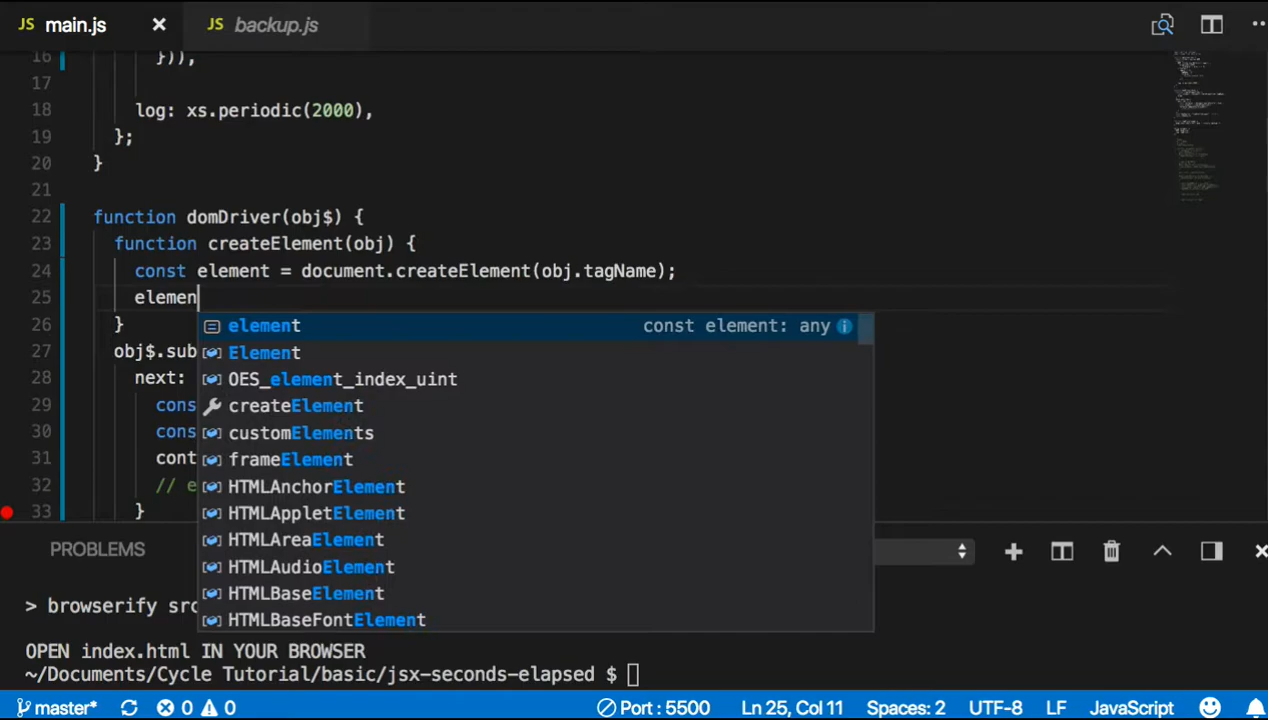 JS main.js × JS backup.js
16 })),
17
18 log: xs.periodic(2000),
19 };
20 }
21
22 function domDriver(obj$) {
23 function createElement(obj) {
24 const element = document.createElement(obj.tagName);
25 elemen
26 }
element const element: any
27 obj$.sub
Element
28 next:
OES_element_index_uint
29 cons
createElement
30 cons
customElements
31 cont
frameElement
32 // e
HTMLAnchorElement
33 }
HTMLAppletElement
HTMLAreaElement
PROBLEMS
HTMLAudioElement
HTMLBaseElement
> browserify src
HTMLBaseFontElement
OPEN index.html IN YOUR BROWSER
~/Documents/Cycle Tutorial/basic/jsx-seconds-elapsed $
master* 0 0 Port : 5500 Ln 25, Col 11 Spaces: 2 UTF-8 LF JavaScript